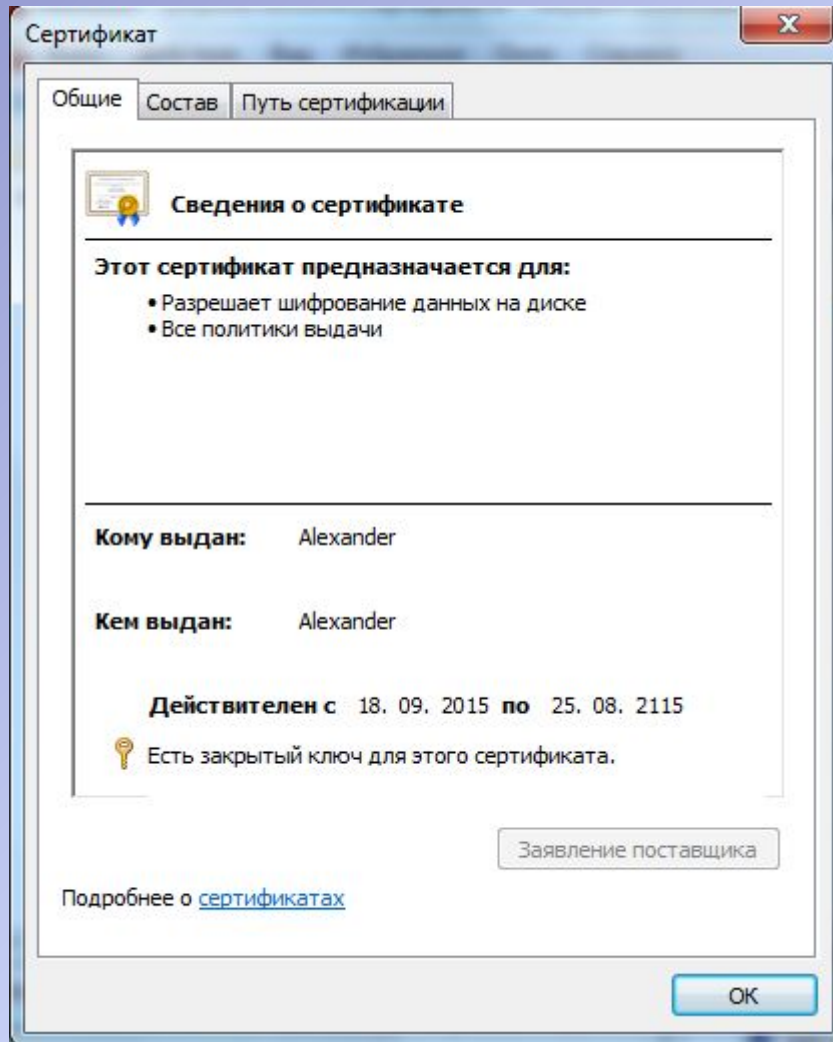 Сертификат
Общие Состав Путь сертификации
Сведения о сертификате
Этот сертификат предназначается для:
• Разрешает шифрование данных на диске
• Все политики выдачи
Кому выдан: Alexander
Кем выдан: Alexander
Действителен с 18. 09. 2015 по 25. 08. 2115
Есть закрытый ключ для этого сертификата.
Заявление поставщика
Подробнее о сертификатах
ОК